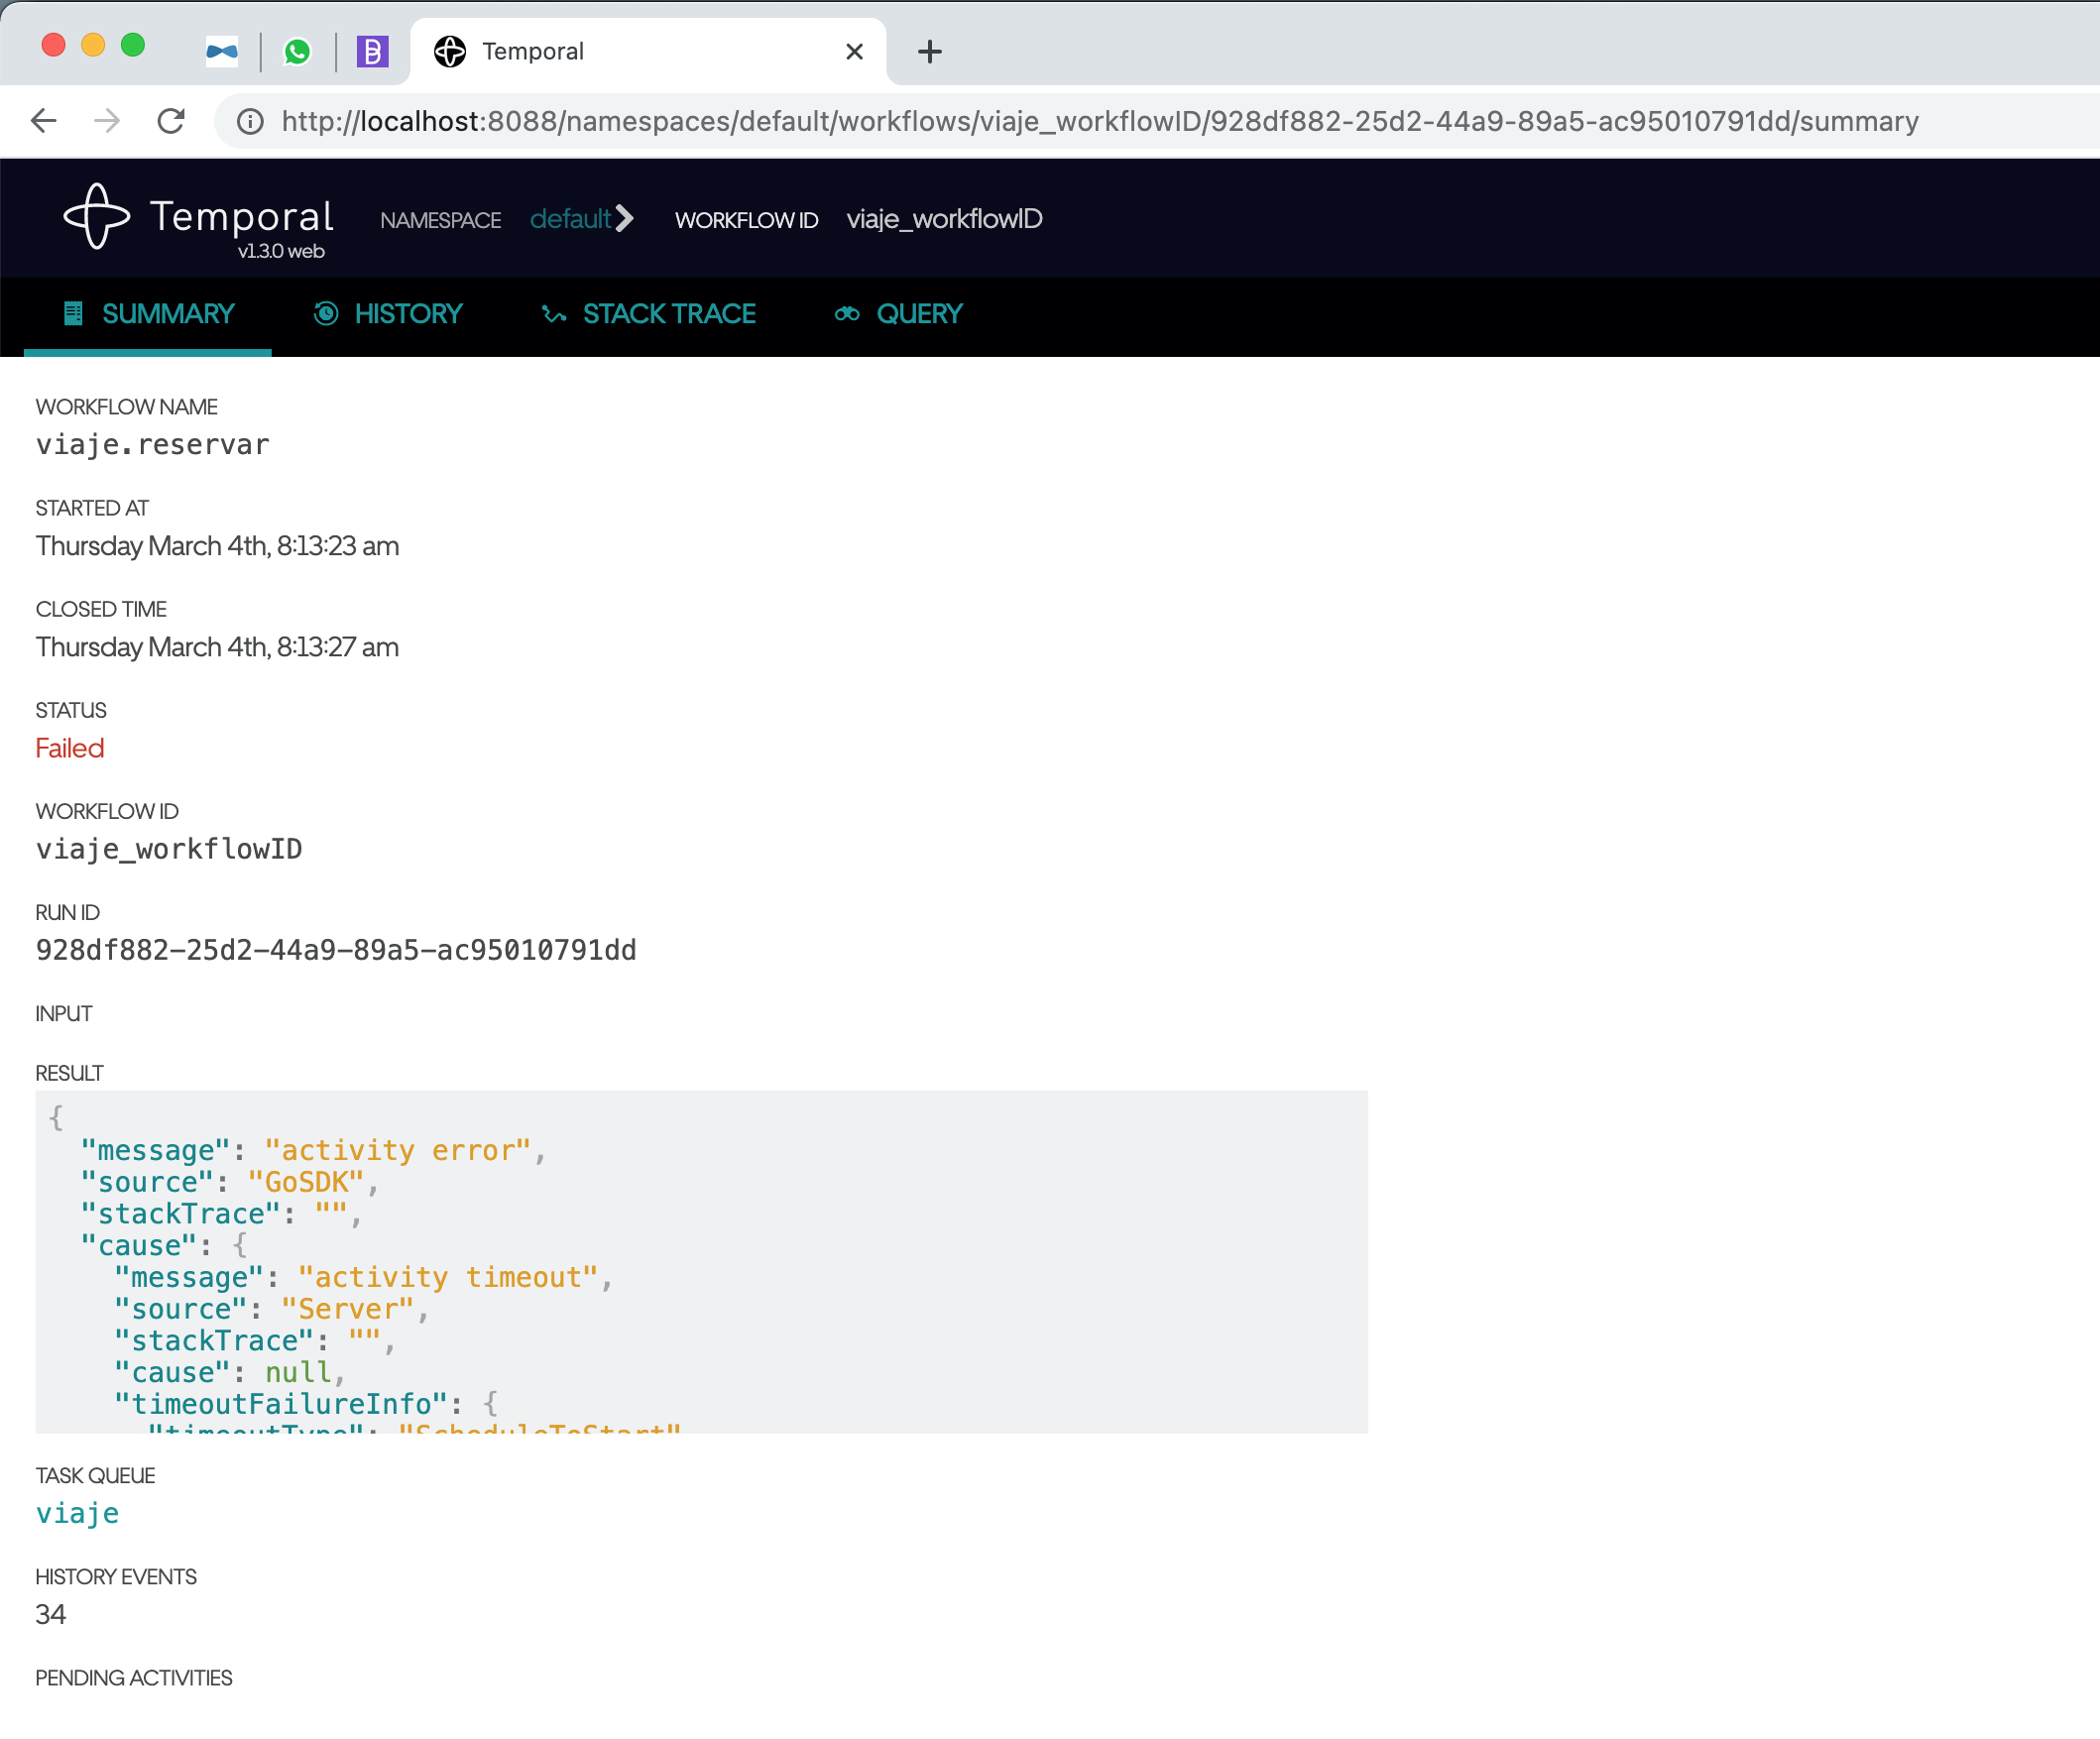 Temporal
http://localhost:8088/namespaces/default/workflows/viaje_workflowID/928df882-25d2-44a9-89a5-ac95010791dd/summary
Temporal NAMESPACE default WORKFLOW ID viaje_workflowID
v1.3.0 web
SUMMARY HISTORY STACK TRACE QUERY
WORKFLOW NAME
viaje.reservar
STARTED AT
Thursday March 4th, 8:13:23 am
CLOSED TIME
Thursday March 4th, 8:13:27 am
STATUS
Failed
WORKFLOW ID
viaje_workflowID
RUN ID
928df882-25d2-44a9-89a5-ac95010791dd
INPUT
RESULT
{
"message": "activity error",
"source": "GoSDK",
"stackTrace": "",
"cause": {
"message": "activity timeout",
"source": "Server",
"stackTrace": "",
"cause": null,
"timeoutFailureInfo": {
"timeoutType": "ScheduleToStart"
TASK QUEUE
viaje
HISTORY EVENTS
34
PENDING ACTIVITIES